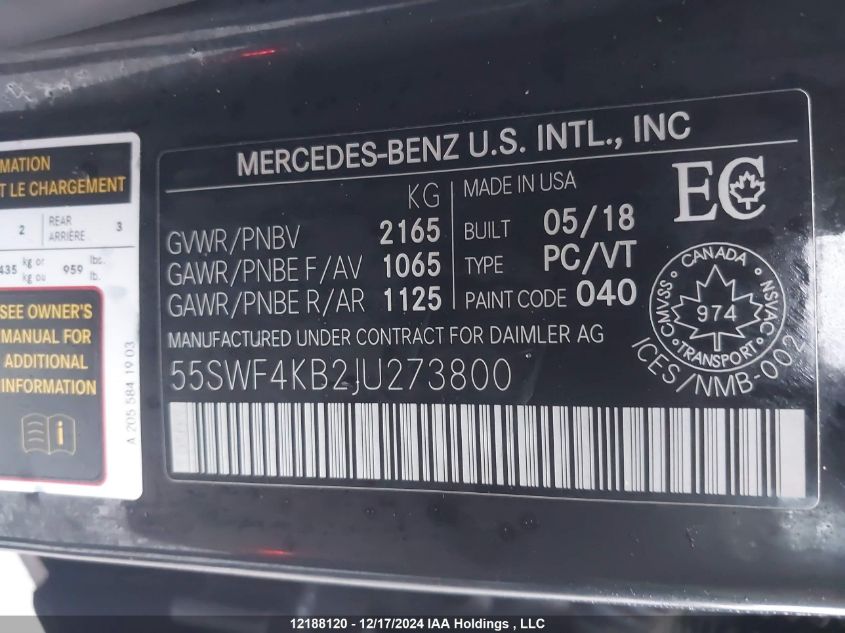 MATION
T LE CHARGEMENT
2 REAR ARRIÈRE 3
435 kg or kg ou 959 lbs. lb.
SEE OWNER'S
MANUAL FOR
ADDITIONAL
INFORMATION
A 205 584 19 03
MERCEDES-BENZ U.S. INTL., INC
KG
GVWR/PNBV 2165
GAWR/PNBE F/AV 1065
GAWR/PNBE R/AR 1125
MADE IN USA
BUILT 05/18
TYPE PC/VT
PAINT CODE 040
EC
CANADA
CMVSS 974 NSVAC
TRANSPORT
ICES/NMB-002
MANUFACTURED UNDER CONTRACT FOR DAIMLER AG
55SWF4KB2JU273800
12188120 - 12/17/2024 IAA Holdings , LLC